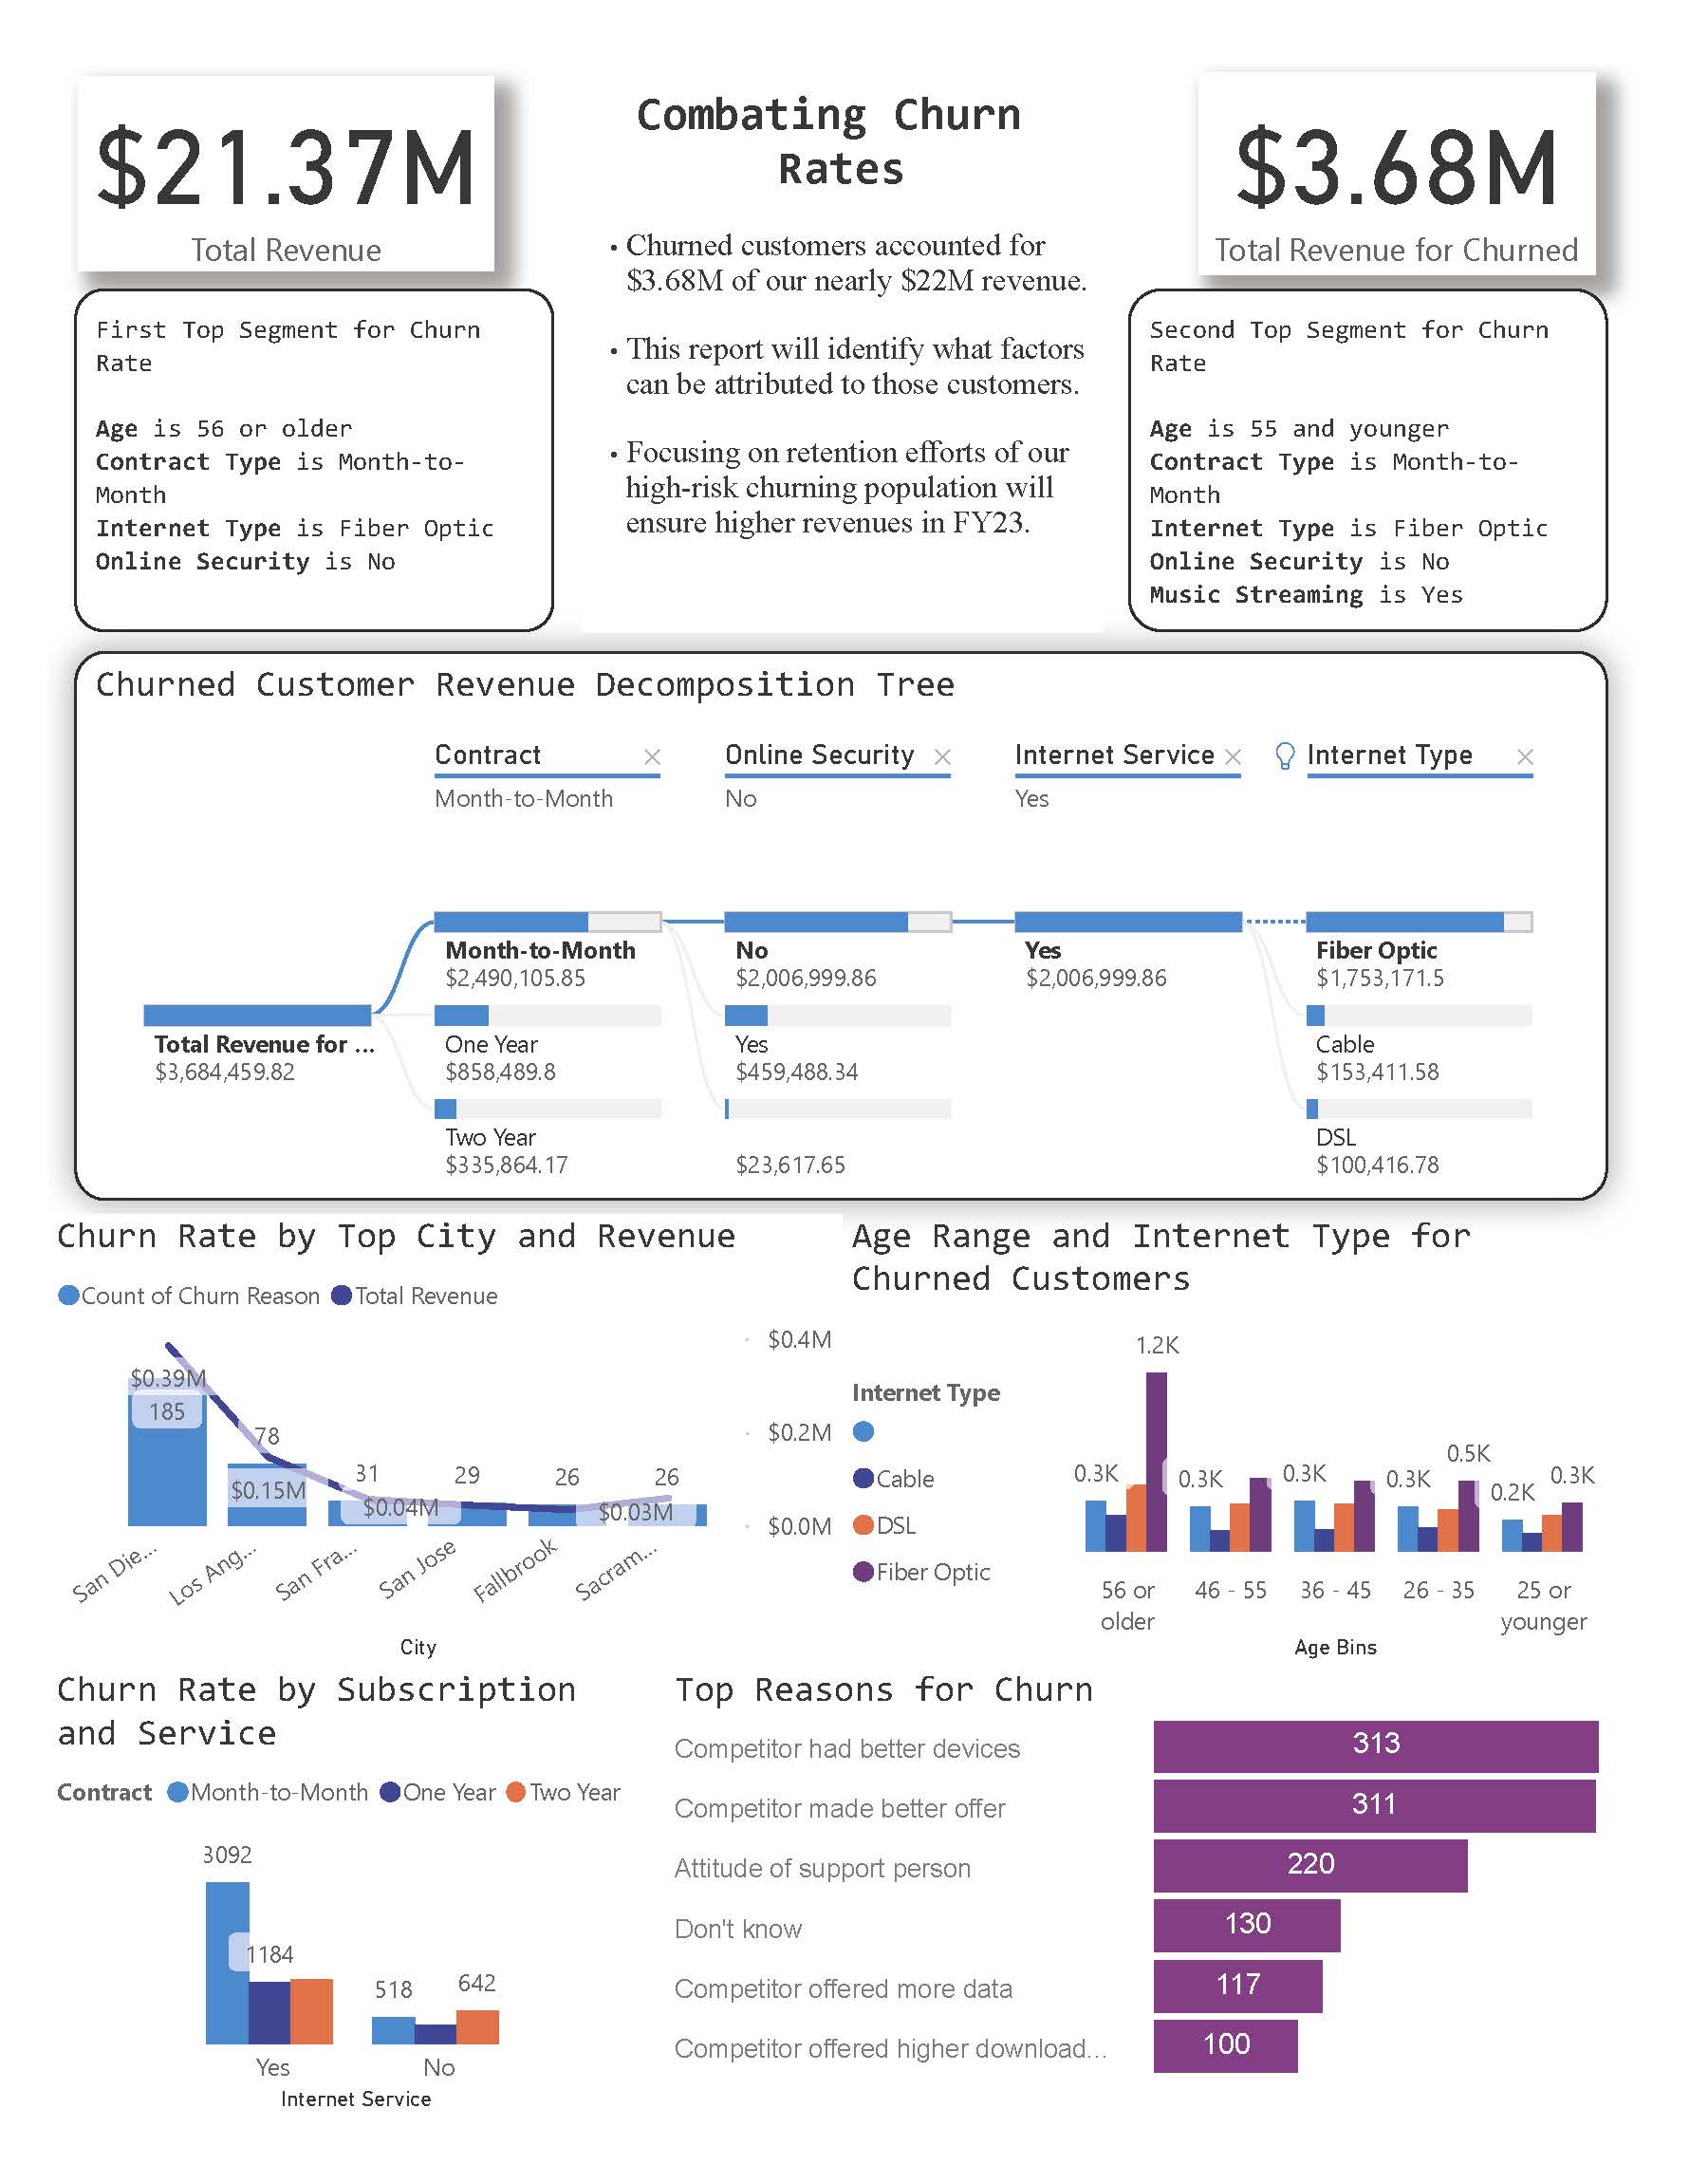 $21.37M
Total Revenue
Combating Churn
Rates
• Churned customers accounted for
$3.68M of our nearly $22M revenue.
• This report will identify what factors
can be attributed to those customers.
• Focusing on retention efforts of our
high-risk churning population will
ensure higher revenues in FY23.
$3.68M
Total Revenue for Churned
First Top Segment for Churn
Rate
Age is 56 or older
Contract Type is Month-to-
Month
Internet Type is Fiber Optic
Online Security is No
Second Top Segment for Churn
Rate
Age is 55 and younger
Contract Type is Month-to-
Month
Internet Type is Fiber Optic
Online Security is No
Music Streaming is Yes
Churned Customer Revenue Decomposition Tree
Contract
Online Security
Internet Service
Internet Type
Month-to-Month
No
Yes
Total Revenue for ...
$3,684,459.82
Month-to-Month
$2,490,105.85
One Year
$858,489.8
Two Year
$335,864.17
No
$2,006,999.86
Yes
$459,488.34
$23,617.65
Yes
$2,006,999.86
Fiber Optic
$1,753,171.5
Cable
$153,411.58
DSL
$100,416.78
Churn Rate by Top City and Revenue
Count of Churn Reason Total Revenue
$0.4M
$0.2M
$0.0M
$0.39M
185
78
$0.15M
31
$0.04M
29
26
26
$0.03M
San Die...
Los Ang...
San Fra...
San Jose
Fallbrook
Sacram...
City
Age Range and Internet Type for
Churned Customers
Internet Type
Cable
DSL
Fiber Optic
0.3K
1.2K
0.3K
0.3K
0.3K
0.5K
0.2K
0.3K
56 or
older
46 - 55
36 - 45
26 - 35
25 or
younger
Age Bins
Churn Rate by Subscription
and Service
Contract Month-to-Month One Year Two Year
3092
1184
518
642
Yes
No
Internet Service
Top Reasons for Churn
Competitor had better devices
313
Competitor made better offer
311
Attitude of support person
220
Don't know
130
Competitor offered more data
117
Competitor offered higher download...
100